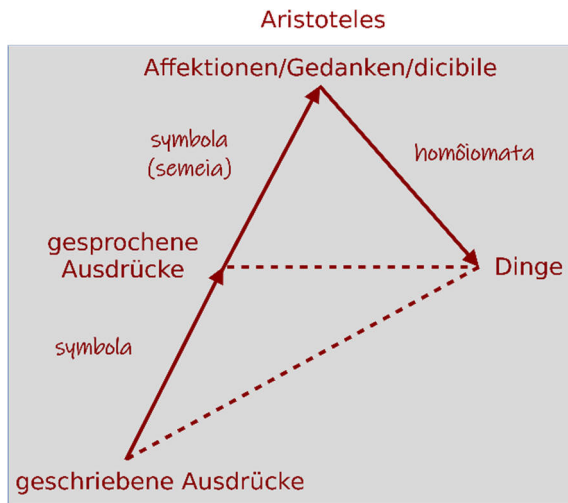 Aristoteles
Affektionen/Gedanken/dicibile
symbola
(semeia)
homôiomata
gesprochene
Ausdrücke
Dinge
symbola
geschriebene Ausdrücke